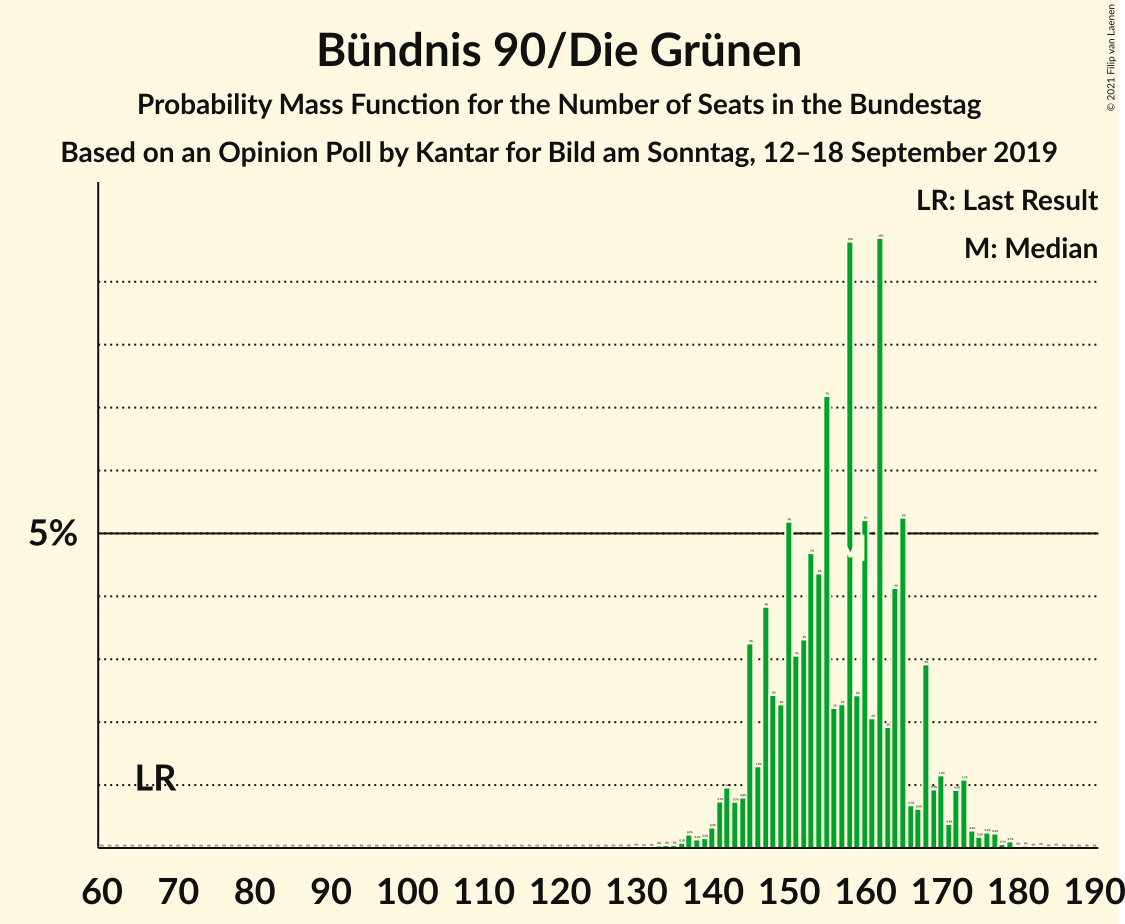 Bündnis 90/Die Grünen
Probability Mass Function for the Number of Seats in the Bundestag
Based on an Opinion Poll by Kantar for Bild am Sonntag, 12–18 September 2019
© 2021 Filip van Laenen
LR: Last Result
M: Median
5%
LR
60 70 80 90 100 110 120 130 140 150 160 170 180 190